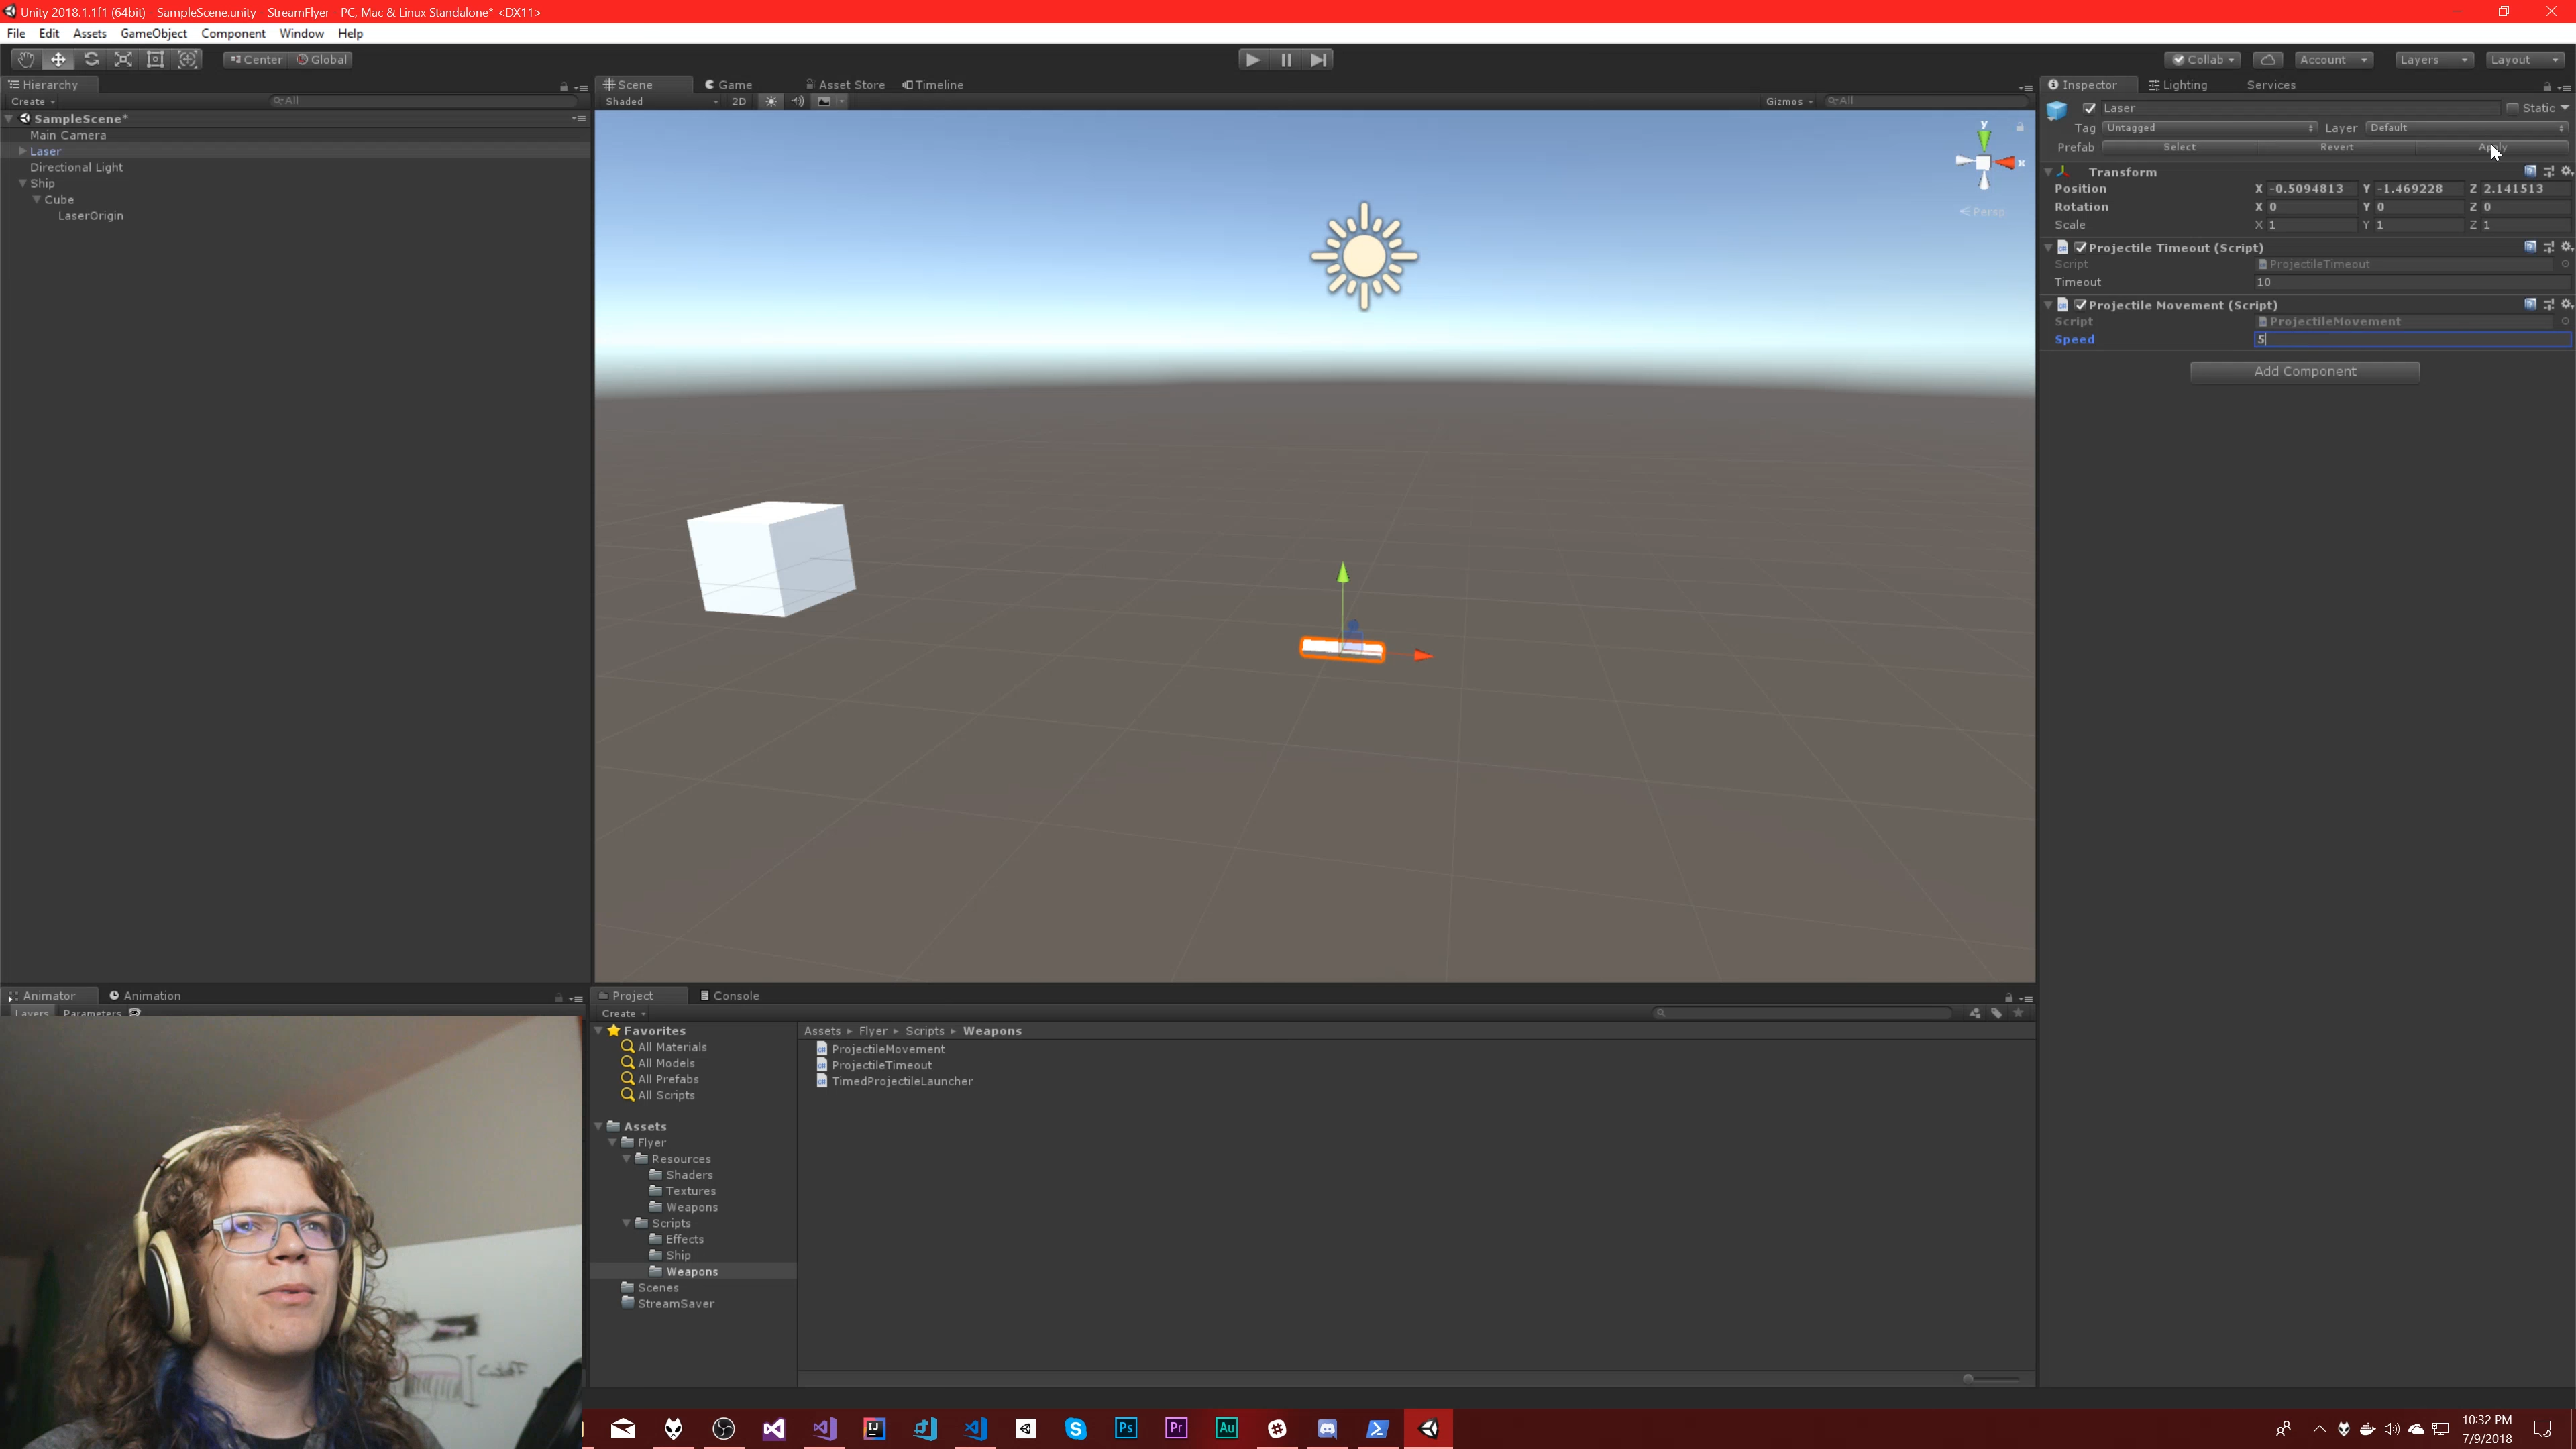 Unity 2018.1.1f1 (64bit) - SampleScene.unity - StreamFlyer - PC, Mac & Linux Standalone* <DX11>
File Edit Assets GameObject Component Window Help
Center Global
Collab Account Layers Layout
Hierarchy
Create All
SampleScene*
Main Camera
Laser
Directional Light
Ship
Cube
LaserOrigin
Scene Game Asset Store Timeline
Shaded 2D Gizmos All
y
x
Persp
Inspector Lighting Services
Laser Static
Tag Untagged Layer Default
Prefab Select Revert Apply
Transform
Position X -0.5094813 Y -1.469228 Z 2.141513
Rotation X 0 Y 0 Z 0
Scale X 1 Y 1 Z 1
Projectile Timeout (Script)
Script ProjectileTimeout
Timeout 10
Projectile Movement (Script)
Script ProjectileMovement
Speed 5
Add Component
Animator Animation
Layers Parameters
Project Console
Create
Favorites
All Materials
All Models
All Prefabs
All Scripts
Assets
Flyer
Resources
Shaders
Textures
Weapons
Scripts
Effects
Ship
Weapons
Scenes
StreamSaver
Assets Flyer Scripts Weapons
ProjectileMovement
ProjectileTimeout
TimedProjectileLauncher
IJ
Ps
Pr
Au
10:32 PM
7/9/2018